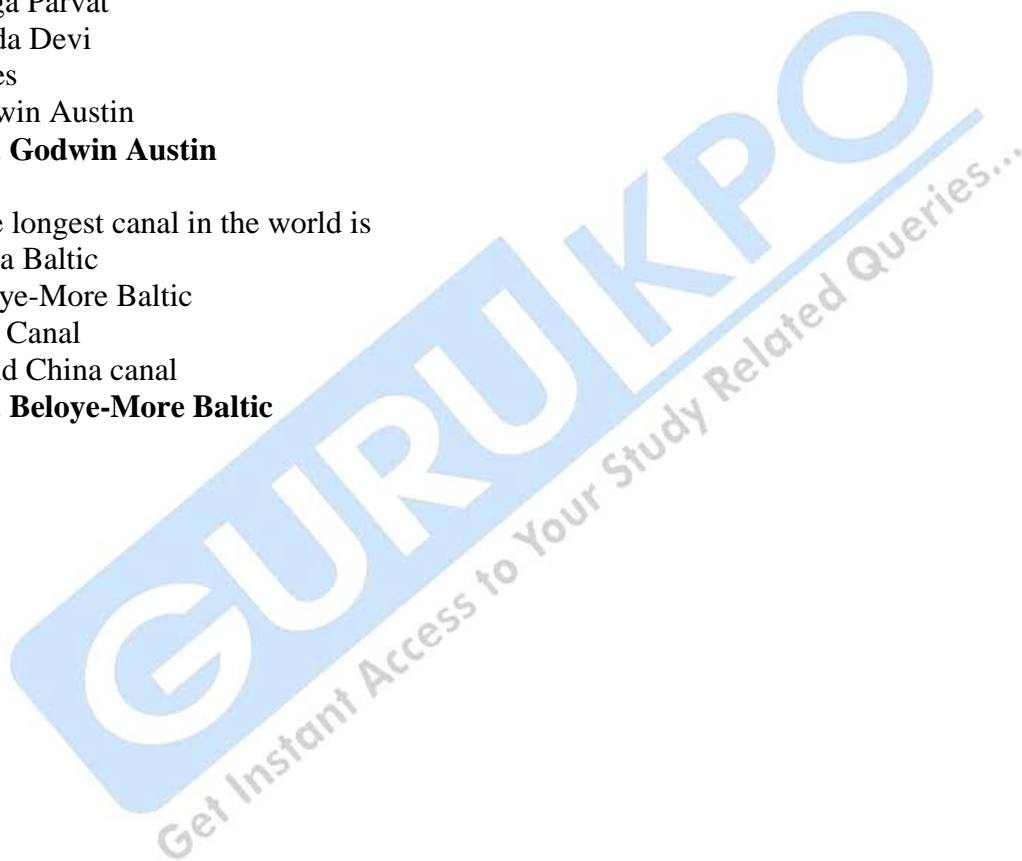 ga Parvat
da Devi
es
win Austin
. Godwin Austin
e longest canal in the world is
a Baltic
ye-More Baltic
Canal
d China canal
. Beloye-More Baltic
GURUKPO
Get Instant Access to Your Study Related Queries...